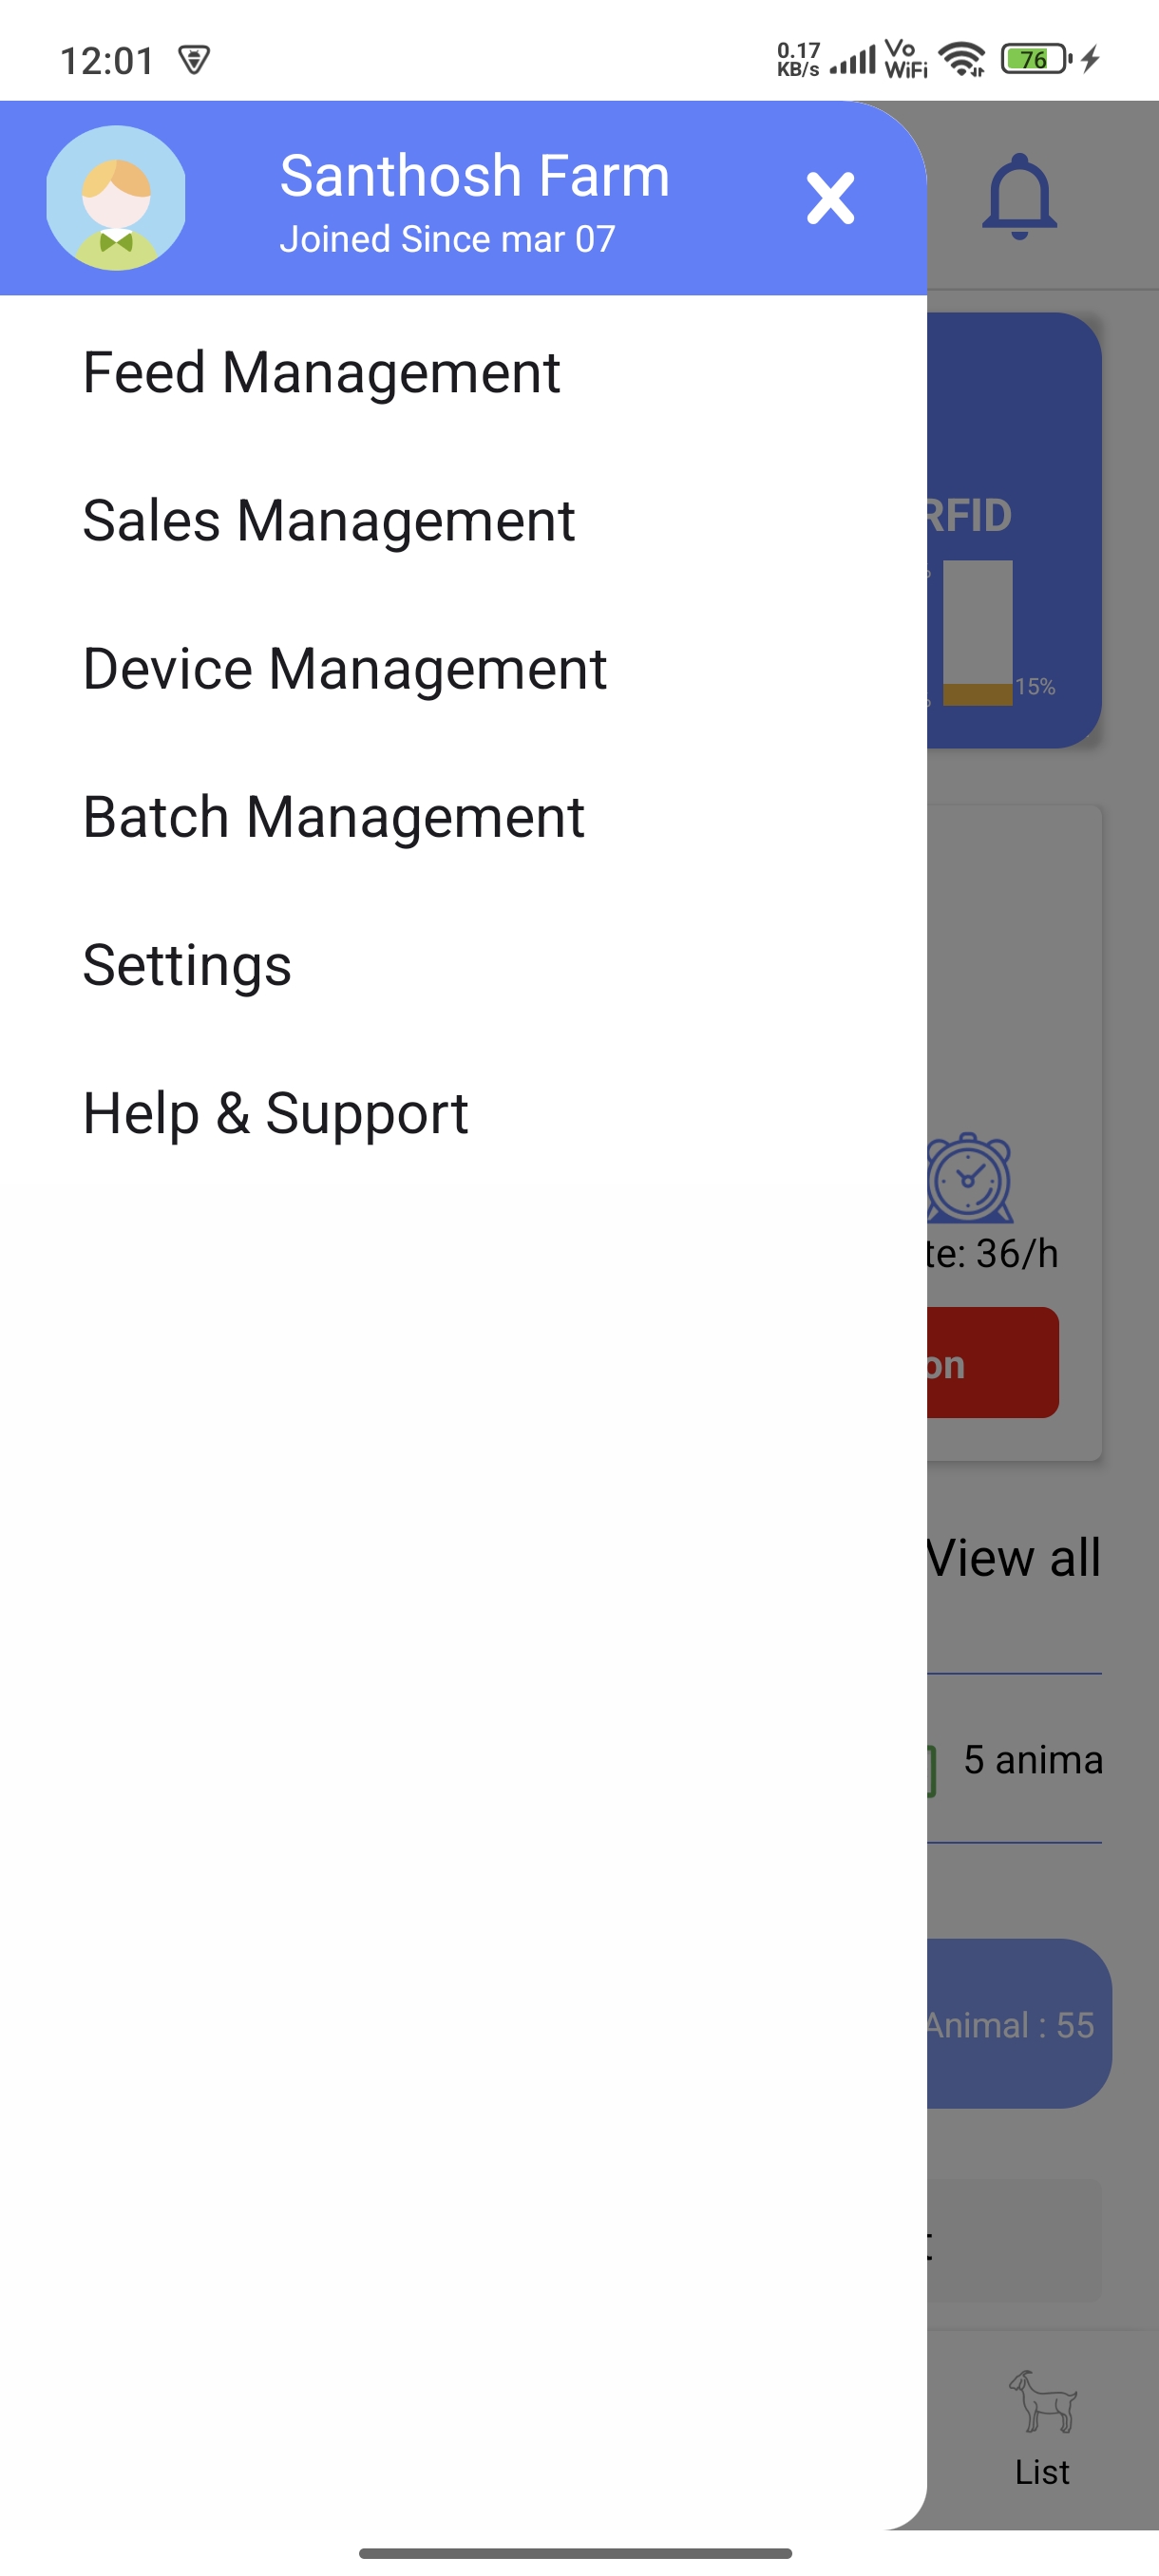 12:01
0.17
KB/s
Vo
WiFi
76
Santhosh Farm
Joined Since mar 07
Feed Management
Sales Management
Device Management
Batch Management
Settings
Help & Support
RFID
15%
te: 36/h
on
View all
5 anima
Animal : 55
List